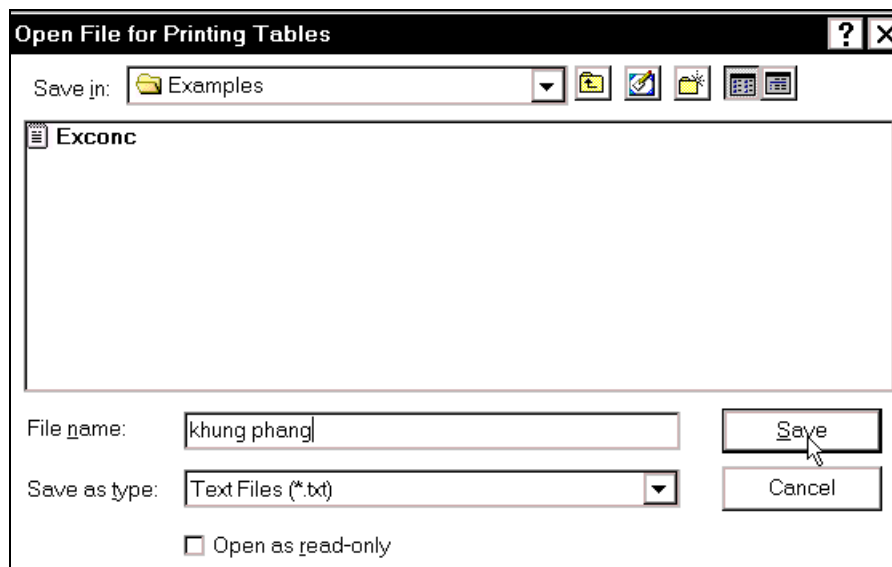 Open File for Printing Tables
Save in: Examples
Exconc
File name: khung phang Save
Save as type: Text Files (*.txt) Cancel
Open as read-only